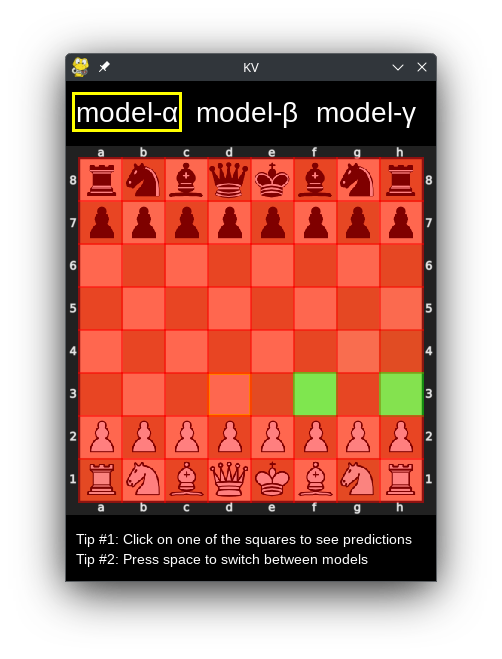 KV
model-α model-β model-γ
a b c d e f g h
8 8
7 7
6 6
5 5
4 4
3 3
2 2
1 1
a b c d e f g h
Tip #1: Click on one of the squares to see predictions
Tip #2: Press space to switch between models